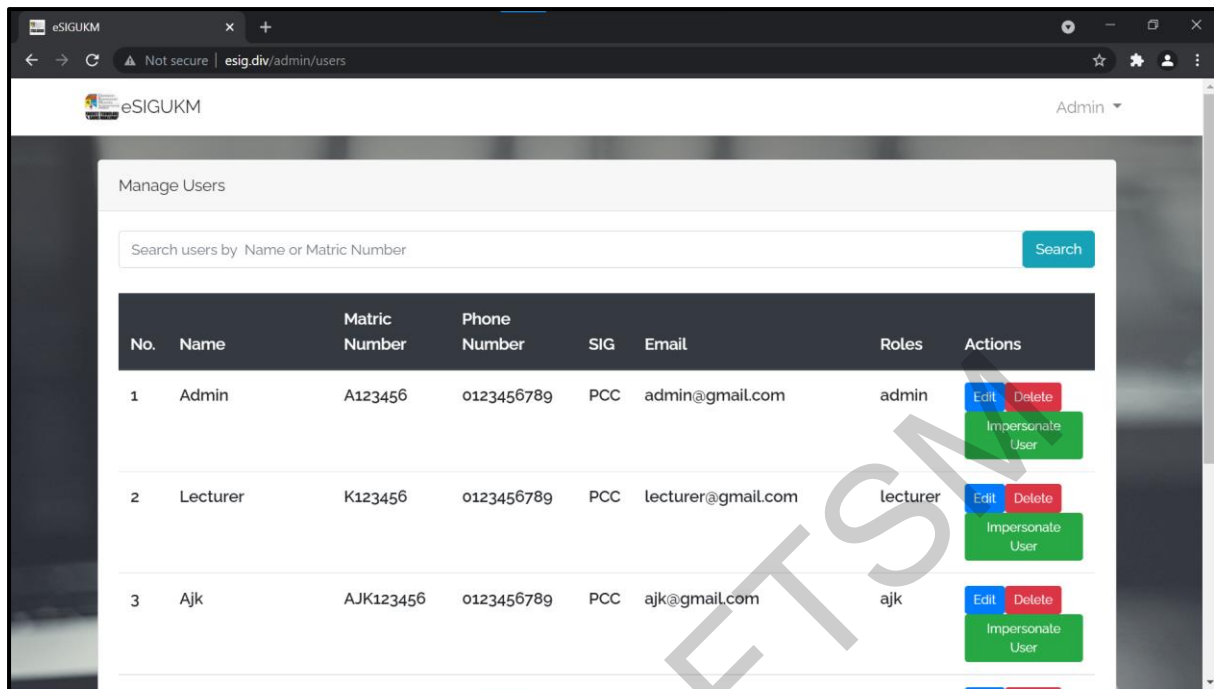 eSIGUKM
Not secure | esig.div/admin/users
eSIGUKM
Admin
Manage Users
Search users by Name or Matric Number
Search
No. Name Matric Number Phone Number SIG Email Roles Actions
1 Admin A123456 0123456789 PCC admin@gmail.com admin Edit Delete
Impersonate
User
2 Lecturer K123456 0123456789 PCC lecturer@gmail.com lecturer Edit Delete
Impersonate
User
3 Ajk AJK123456 0123456789 PCC ajk@gmail.com ajk Edit Delete
Impersonate
User
FTSM